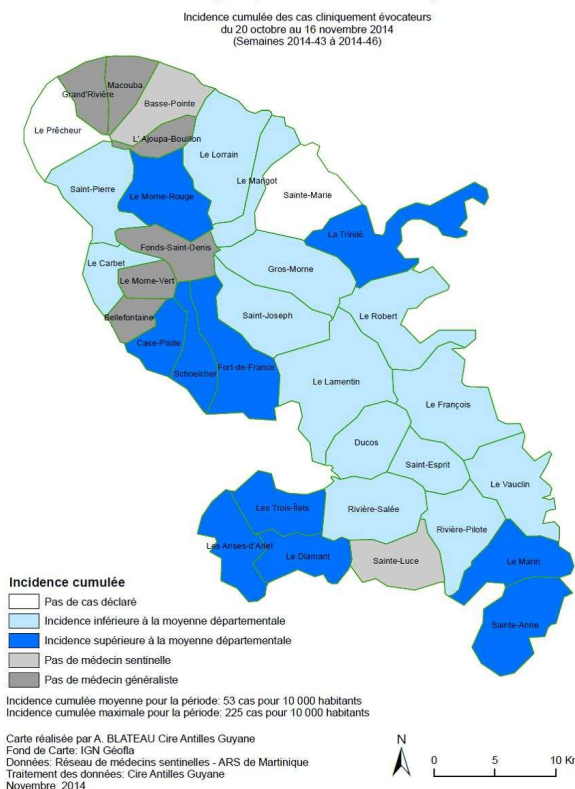 Incidence cumulée des cas cliniquement évocateurs
du 20 octobre au 16 novembre 2014
(Semaines 2014-43 à 2014-46)
Macouba
Grand'Rivière
Basse-Pointe
Le Prêcheur
L' Ajoupa-Bouillon
Le Lorrain
Le Marigot
Saint-Pierre
Le Morne-Rouge
Sainte-Marie
La Trinité
Fonds-Saint-Denis
Le Carbet
Gros-Morne
Le Morne-Vert
Bellefontaine
Saint-Joseph
Le Robert
Case-Pilote
Schoelcher
Fort-de-France
Le Lamentin
Le François
Ducos
Saint-Esprit
Le Vauclin
Les Trois-Îlets
Rivière-Salée
Rivière-Pilote
Les Anses-d'Arlet
Le Diamant
Sainte-Luce
Le Marin
Sainte-Anne
Incidence cumulée
Pas de cas déclaré
Incidence inférieure à la moyenne départementale
Incidence supérieure à la moyenne départementale
Pas de médecin sentinelle
Pas de médecin généraliste
Incidence cumulée moyenne pour la période: 53 cas pour 10 000 habitants
Incidence cumulée maximale pour la période: 225 cas pour 10 000 habitants
Carte réalisée par A. BLATEAU Cire Antilles Guyane
Fond de Carte: IGN Géofla
Données: Réseau de médecins sentinelles - ARS de Martinique
Traitement des données: Cire Antilles Guyane
Novembre 2014
N
0 5 10 Km